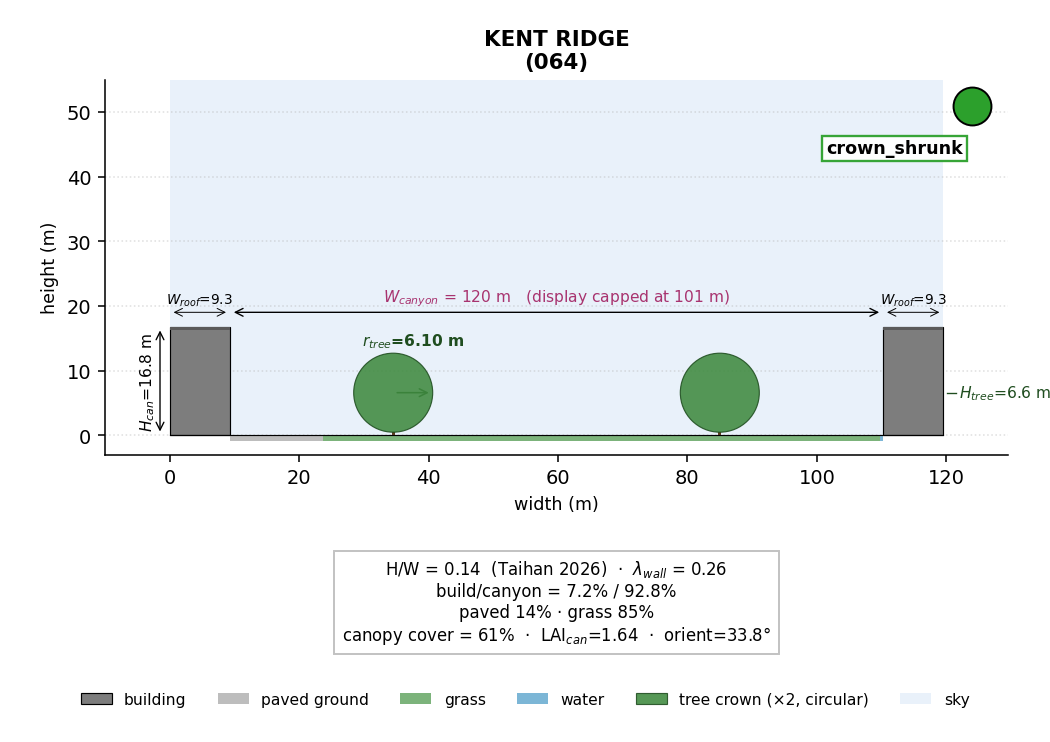 KENT RIDGE
(064)
crown_shrunk
height (m)
50
40
30
20
10
0
W_roof=9.3
W_canyon = 120 m (display capped at 101 m)
W_roof=9.3
r_tree=6.10 m
H_can=16.8 m
H_tree=6.6 m
0 20 40 60 80 100 120
width (m)
H/W = 0.14 (Taihan 2026) · λ_wall = 0.26
build/canyon = 7.2% / 92.8%
paved 14% · grass 85%
canopy cover = 61% · LAI_can=1.64 · orient=33.8°
building paved ground grass water tree crown (×2, circular) sky